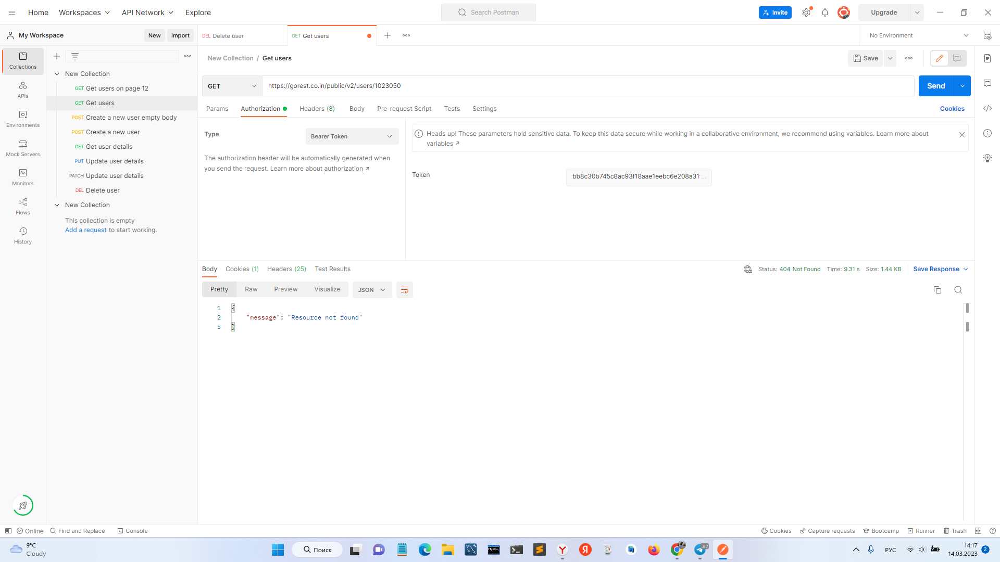 Home Workspaces API Network Explore Search Postman Invite Upgrade
My Workspace New Import DEL Delete user GET Get users No Environment
New Collection / Get users Save
Collections
APIs
Environments
Mock Servers
Monitors
Flows
History
New Collection
GET Get users on page 12
GET Get users
POST Create a new user empty body
POST Create a new user
GET Get user details
PUT Update user details
PATCH Update user details
DEL Delete user
New Collection
This collection is empty
Add a request to start working.
GET https://gorest.co.in/public/v2/users/1023050 Send
Params Authorization Headers (8) Body Pre-request Script Tests Settings Cookies
Type Bearer Token
The authorization header will be automatically generated when
you send the request. Learn more about authorization ↗
Heads up! These parameters hold sensitive data. To keep this data secure while working in a collaborative environment, we recommend using variables. Learn more about
variables ↗
Token bb8c30b745c8ac93f18aae1eebc6e208a31...
Body Cookies (1) Headers (25) Test Results Status: 404 Not Found Time: 9.31 s Size: 1.44 KB Save Response
Pretty Raw Preview Visualize JSON
1 {
2 "message": "Resource not found"
3 }
Online Find and Replace Console Cookies Capture requests Bootcamp Runner Trash
9°C
Cloudy
Поиск
MySQL
87
РУС
14:17
14.03.2023
2